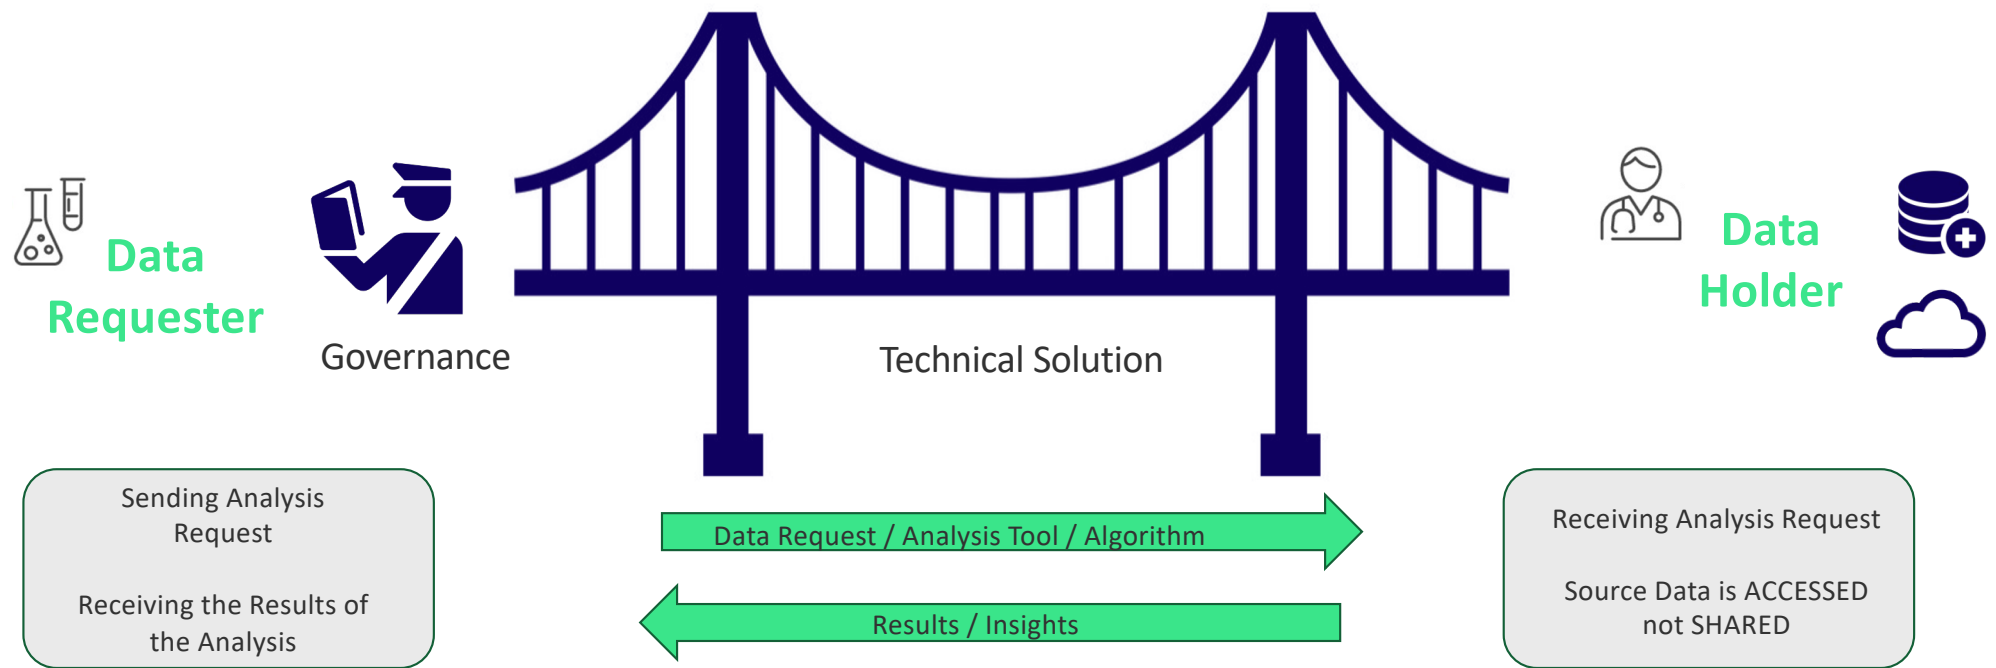 Data
Requester
Governance
Technical Solution
Data
Holder
Sending Analysis
Request
Receiving the Results of
the Analysis
Data Request / Analysis Tool / Algorithm
Results / Insights
Receiving Analysis Request
Source Data is ACCESSED
not SHARED